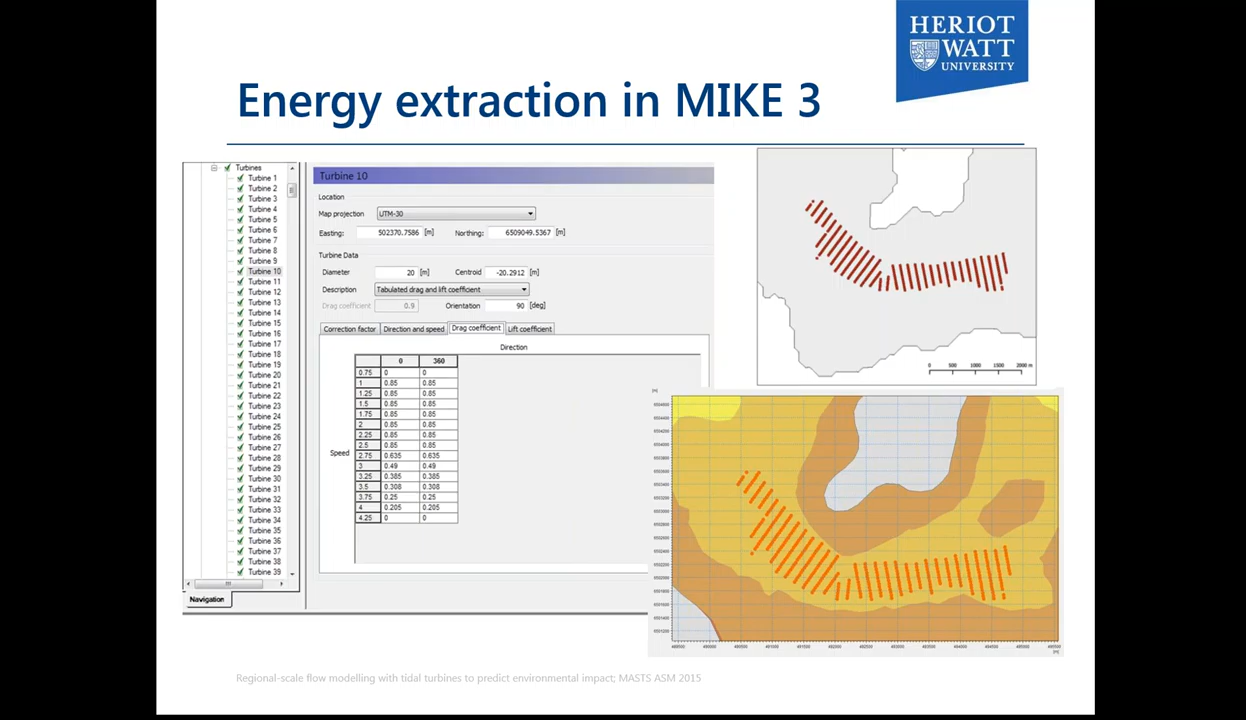 HERIOT
WATT
UNIVERSITY
Energy extraction in MIKE 3
Turbines
Turbine 1
Turbine 2
Turbine 3
Turbine 4
Turbine 5
Turbine 6
Turbine 7
Turbine 8
Turbine 9
Turbine 10
Turbine 11
Turbine 12
Turbine 13
Turbine 14
Turbine 15
Turbine 16
Turbine 17
Turbine 18
Turbine 19
Turbine 20
Turbine 21
Turbine 22
Turbine 23
Turbine 24
Turbine 25
Turbine 26
Turbine 27
Turbine 28
Turbine 29
Turbine 30
Turbine 31
Turbine 32
Turbine 33
Turbine 34
Turbine 35
Turbine 36
Turbine 37
Turbine 38
Turbine 39
Navigation
Turbine 10
Location
Map projection UTM-30
Easting: 502370.7586 [m] Northing: 6509049.5367 [m]
Turbine Data
Diameter 20 [m] Centroid -20.2912 [m]
Description Tabulated drag and lift coefficient
Drag coefficient 0.9 Orientation 90 [deg]
Correction factor Direction and speed Drag coefficient Lift coefficient
Direction
0 360
0.75 0 0
1 0.85 0.85
1.25 0.85 0.85
1.5 0.85 0.85
1.75 0.85 0.85
2 0.85 0.85
2.25 0.85 0.85
2.5 0.85 0.85
2.75 0.635 0.635
Speed
3 0.49 0.49
3.25 0.385 0.385
3.5 0.308 0.308
3.75 0.25 0.25
4 0.205 0.205
4.25 0 0
0 500 1000 1500 2000 m
[m]
[m]
Regional-scale flow modelling with tidal turbines to predict environmental impact; MASTS ASM 2015